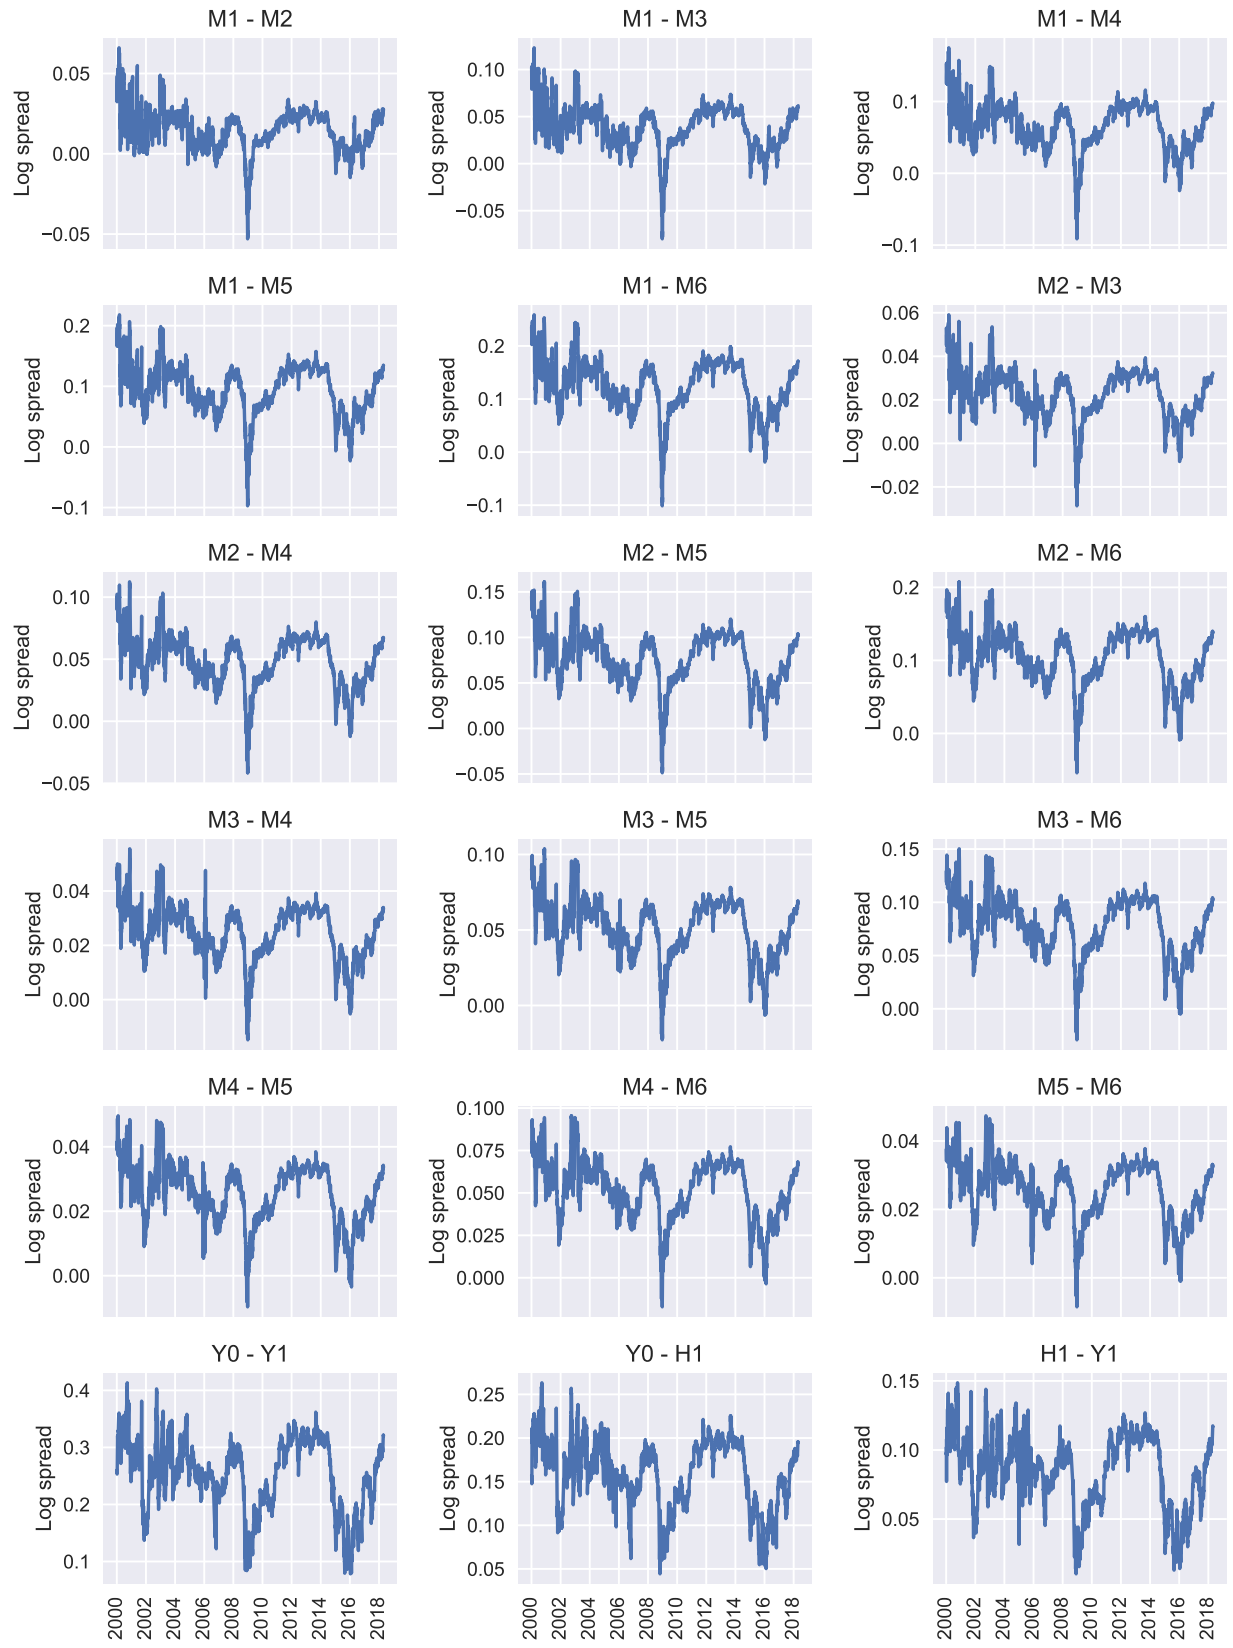 M1 - M2 M1 - M3 M1 - M4
Log spread 0.05 0.00 −0.05
Log spread 0.10 0.05 0.00 −0.05
Log spread 0.1 0.0 −0.1
M1 - M5 M1 - M6 M2 - M3
Log spread 0.2 0.1 0.0 −0.1
Log spread 0.2 0.1 0.0 −0.1
Log spread 0.06 0.04 0.02 0.00 −0.02
M2 - M4 M2 - M5 M2 - M6
Log spread 0.10 0.05 0.00 −0.05
Log spread 0.15 0.10 0.05 0.00 −0.05
Log spread 0.2 0.1 0.0
M3 - M4 M3 - M5 M3 - M6
Log spread 0.04 0.02 0.00
Log spread 0.10 0.05 0.00
Log spread 0.15 0.10 0.05 0.00
M4 - M5 M4 - M6 M5 - M6
Log spread 0.04 0.02 0.00
Log spread 0.100 0.075 0.050 0.025 0.000
Log spread 0.04 0.02 0.00
Y0 - Y1 Y0 - H1 H1 - Y1
Log spread 0.4 0.3 0.2 0.1
Log spread 0.25 0.20 0.15 0.10 0.05
Log spread 0.15 0.10 0.05
2000 2002 2004 2006 2008 2010 2012 2014 2016 2018
2000 2002 2004 2006 2008 2010 2012 2014 2016 2018
2000 2002 2004 2006 2008 2010 2012 2014 2016 2018